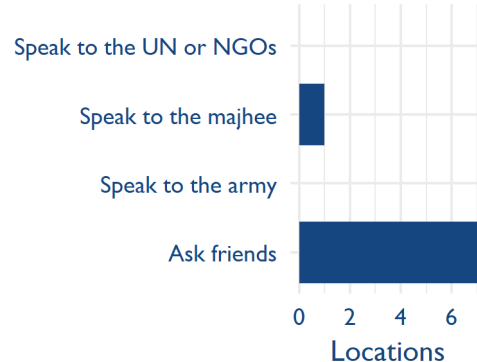 Speak to the UN or NGOs
Speak to the majhee
Speak to the army
Ask friends
0 2 4 6
Locations